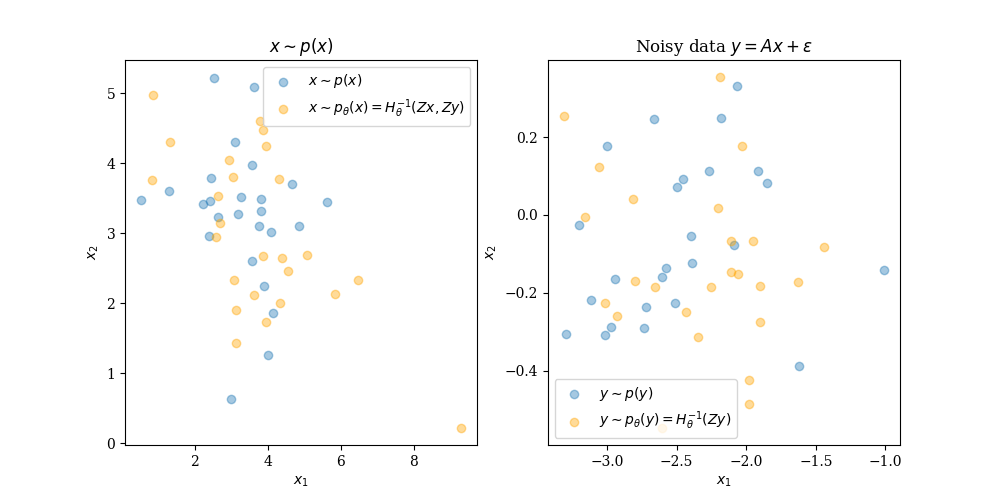 x ~ p(x)
x ~ p(x)
x ~ p_θ(x) = H_θ^{-1}(Zx, Zy)
5
4
3
2
1
0
x_2
2 4 6 8
x_1
Noisy data y = Ax + ε
0.2
0.0
−0.2
−0.4
x_2
y ~ p(y)
y ~ p_θ(y) = H_θ^{-1}(Zy)
−3.0 −2.5 −2.0 −1.5 −1.0
x_1